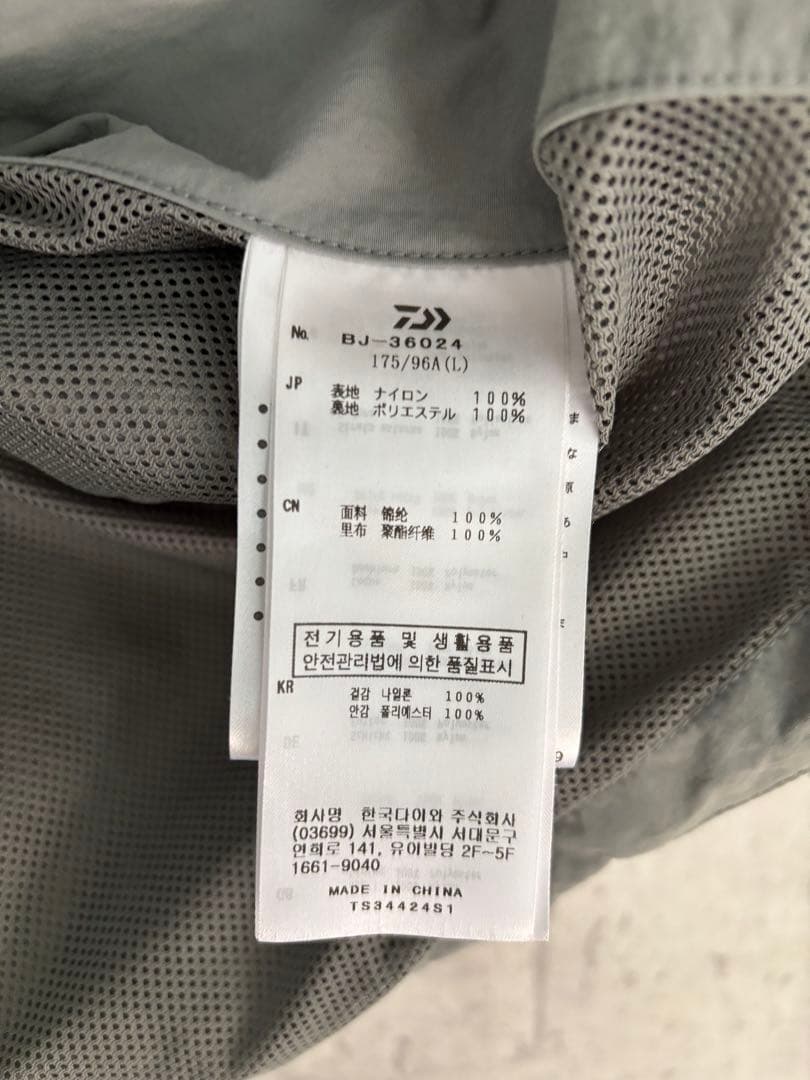 No. BJ-36024
175/96A(L)
JP 表地 ナイロン 100%
裏地 ポリエステル 100%
CN 面料 锦纶 100%
里布 聚酯纤维 100%
전기용품 및 생활용품
안전관리법에 의한 품질표시
KR 겉감 나일론 100%
안감 폴리에스터 100%
회사명 한국다이와 주식회사
(03699) 서울특별시 서대문구
연희로 141, 유이빌딩 2F~5F
1661-9040
MADE IN CHINA
TS34424S1
ま
な
原
あ